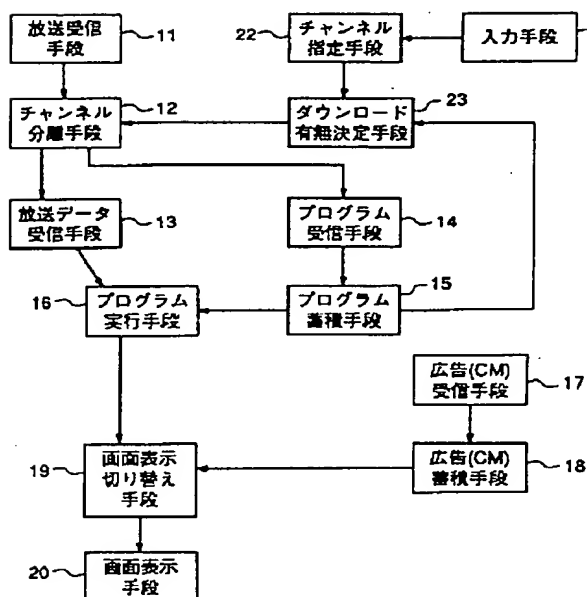 放送受信
手段
11
22
チャンネル
指定手段
入力手段
チャンネル
分離手段
12
ダウンロード
有無決定手段
23
放送データ
受信手段
13
プログラム
受信手段
14
16
プログラム
実行手段
プログラム
蓄積手段
15
広告(CM)
受信手段
17
19
画面表示
切り替え
手段
広告(CM)
蓄積手段
18
20
画面表示
手段